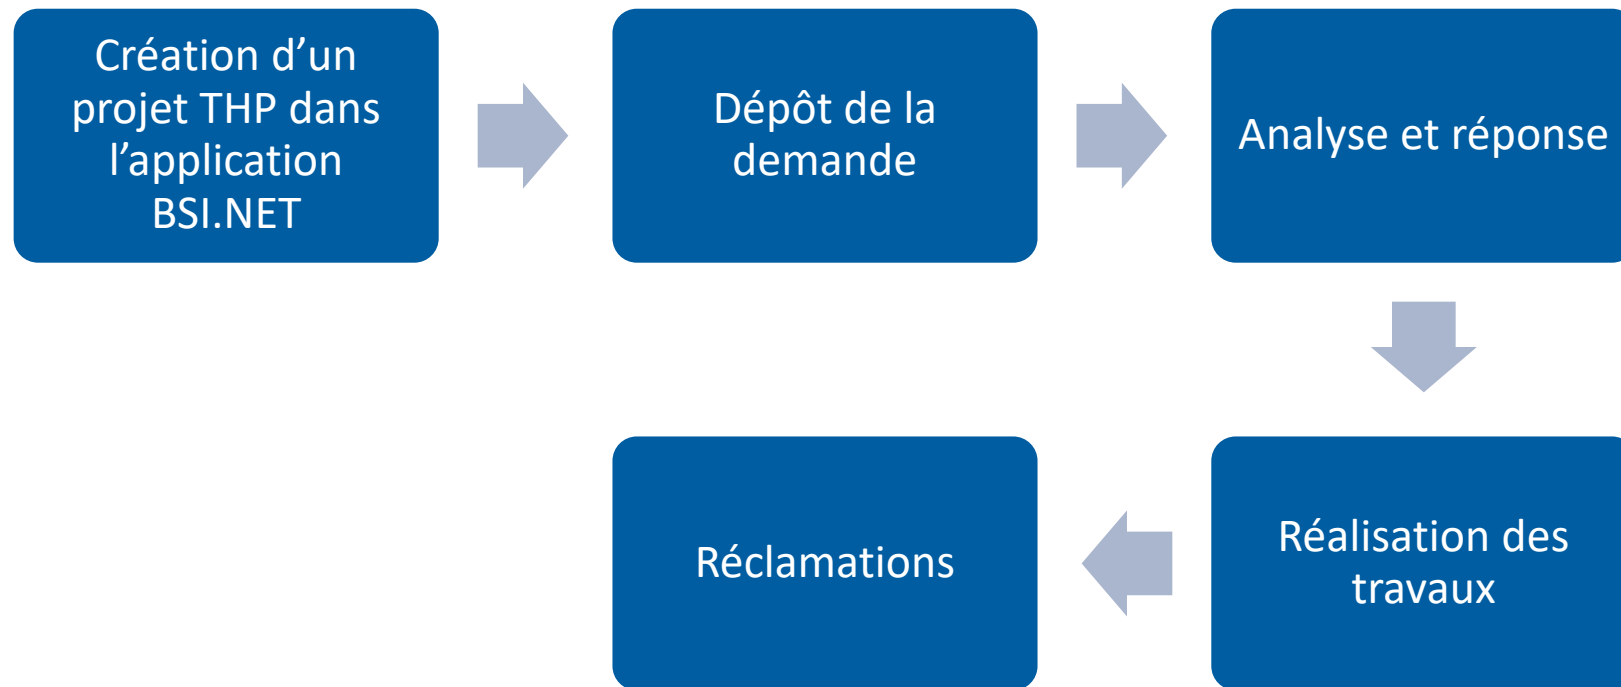 Création d’un
projet THP dans
l’application
BSI.NET
Dépôt de la
demande
Analyse et réponse
Réalisation des
travaux
Réclamations